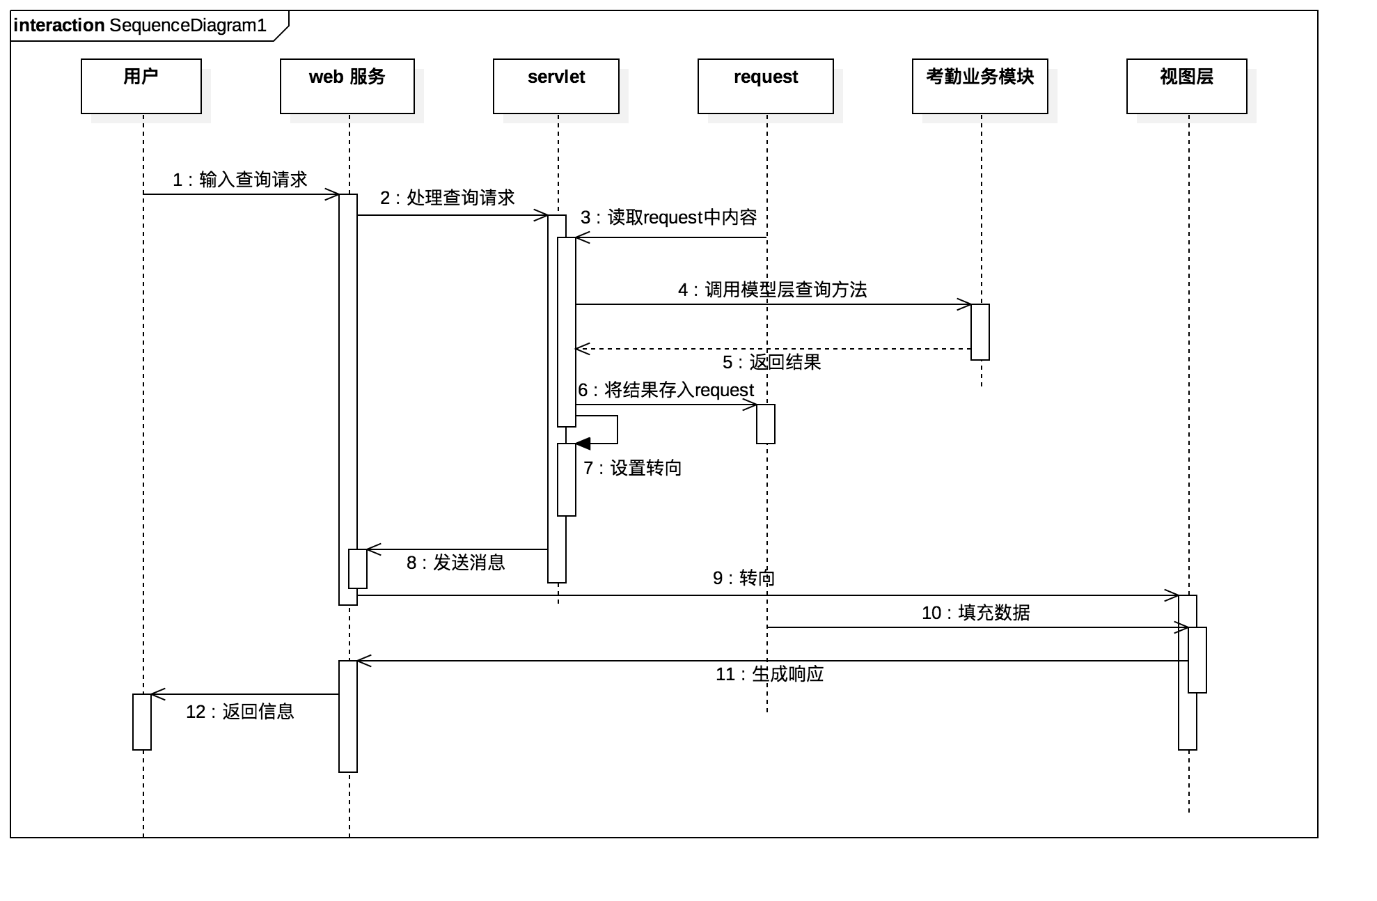 interaction SequenceDiagram1
用户
web 服务
servlet
request
考勤业务模块
视图层
1 : 输入查询请求
2 : 处理查询请求
3 : 读取request中内容
4 : 调用模型层查询方法
5 : 返回结果
6 : 将结果存入request
7 : 设置转向
8 : 发送消息
9 : 转向
10 : 填充数据
11 : 生成响应
12 : 返回信息